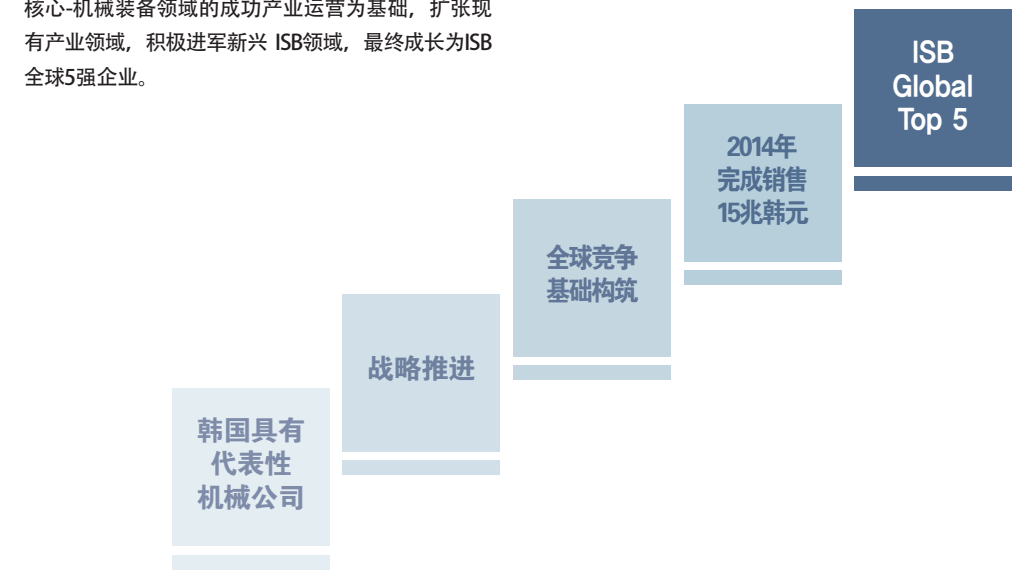 核心-机械装备领域的成功产业运营为基础，扩张现
有产业领域，积极进军新兴 ISB领域，最终成长为ISB
全球5强企业。
ISB
Global
Top 5
2014年
完成销售
15兆韩元
全球竞争
基础构筑
战略推进
韩国具有
代表性
机械公司